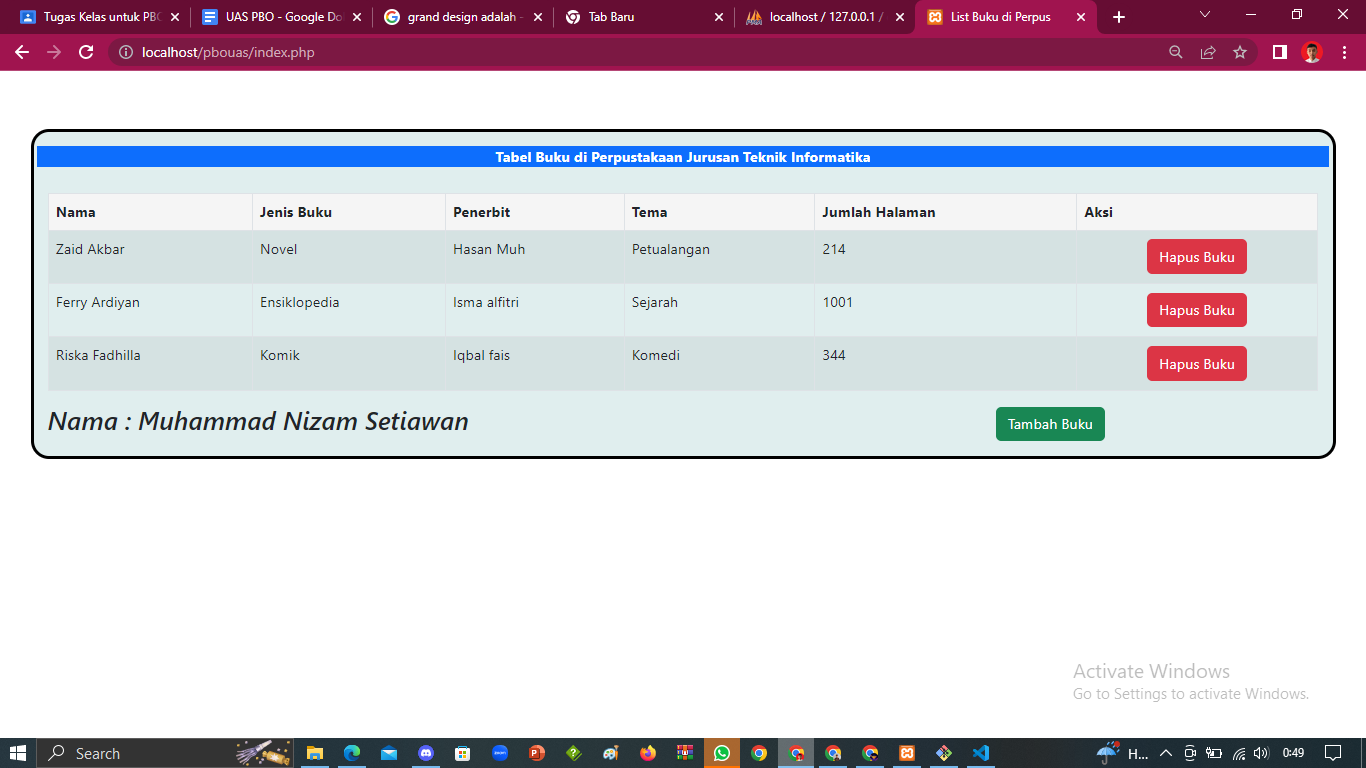 Tugas Kelas untuk PBO
UAS PBO - Google Do
grand design adalah -
Tab Baru
localhost / 127.0.0.1 /
List Buku di Perpus
localhost/pbouas/index.php
Tabel Buku di Perpustakaan Jurusan Teknik Informatika
Nama Jenis Buku Penerbit Tema Jumlah Halaman Aksi
Zaid Akbar Novel Hasan Muh Petualangan 214 Hapus Buku
Ferry Ardiyan Ensiklopedia Isma alfitri Sejarah 1001 Hapus Buku
Riska Fadhilla Komik Iqbal fais Komedi 344 Hapus Buku
Nama : Muhammad Nizam Setiawan
Tambah Buku
Activate Windows
Go to Settings to activate Windows.
Search
H...
0:49